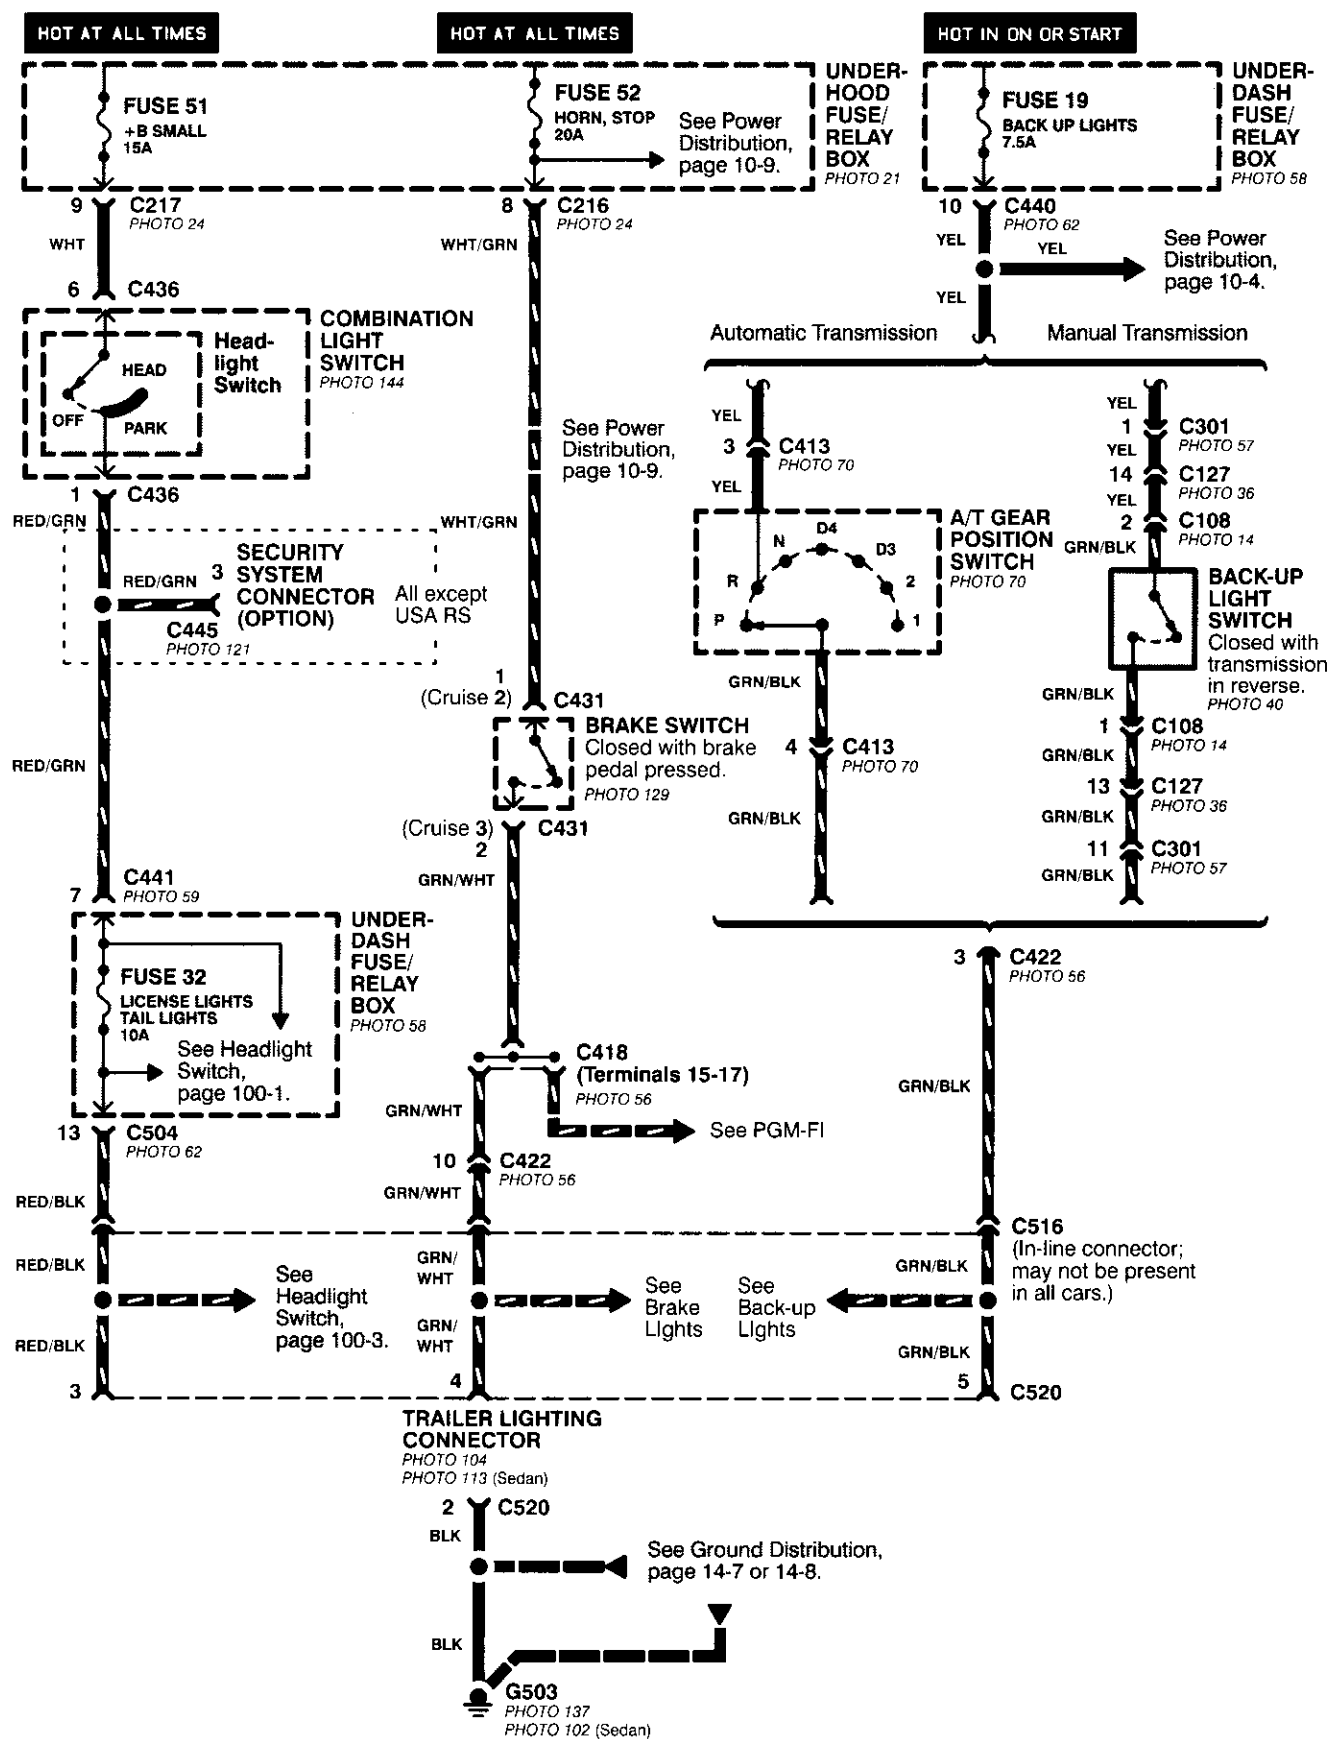 HOT AT ALL TIMES
HOT AT ALL TIMES
HOT IN ON OR START
FUSE 51
+B SMALL
15A
FUSE 52
HORN, STOP
20A
See Power
Distribution,
page 10-9.
UNDER-
HOOD
FUSE/
RELAY
BOX
PHOTO 21
FUSE 19
BACK UP LIGHTS
7.5A
UNDER-
DASH
FUSE/
RELAY
BOX
PHOTO 58
9
C217
PHOTO 24
WHT
6
C436
8
C216
PHOTO 24
WHT/GRN
10
C440
PHOTO 62
YEL
YEL
YEL
See Power
Distribution,
page 10-4.
Automatic Transmission
Manual Transmission
HEAD
OFF
PARK
Head-
light
Switch
COMBINATION
LIGHT
SWITCH
PHOTO 144
1
C436
RED/GRN
See Power
Distribution,
page 10-9.
WHT/GRN
YEL
3
C413
PHOTO 70
YEL
YEL
1
C301
PHOTO 57
YEL
14
C127
PHOTO 36
YEL
2
C108
PHOTO 14
GRN/BLK
RED/GRN
3
SECURITY
SYSTEM
CONNECTOR
(OPTION)
C445
PHOTO 121
All except
USA RS
P
R
N
D4
D3
2
1
A/T GEAR
POSITION
SWITCH
PHOTO 70
BACK-UP
LIGHT
SWITCH
Closed with
transmission
in reverse.
PHOTO 40
RED/GRN
1
(Cruise 2)
C431
BRAKE SWITCH
Closed with brake
pedal pressed.
PHOTO 129
(Cruise 3)
2
C431
GRN/WHT
GRN/BLK
4
C413
PHOTO 70
GRN/BLK
GRN/BLK
1
C108
PHOTO 14
GRN/BLK
13
C127
PHOTO 36
GRN/BLK
11
C301
PHOTO 57
GRN/BLK
7
C441
PHOTO 59
FUSE 32
LICENSE LIGHTS
TAIL LIGHTS
10A
See Headlight
Switch,
page 100-1.
UNDER-
DASH
FUSE/
RELAY
BOX
PHOTO 58
3
C422
PHOTO 56
C418
(Terminals 15-17)
PHOTO 56
GRN/WHT
See PGM-FI
GRN/BLK
13
C504
PHOTO 62
10
C422
PHOTO 56
RED/BLK
GRN/WHT
C516
(In-line connector;
may not be present
in all cars.)
RED/BLK
See
Headlight
Switch,
page 100-3.
RED/BLK
GRN/
WHT
GRN/
WHT
See
Brake
LIghts
See
Back-up
LIghts
GRN/BLK
GRN/BLK
3
4
5
C520
TRAILER LIGHTING
CONNECTOR
PHOTO 104
PHOTO 113 (Sedan)
2
C520
BLK
See Ground Distribution,
page 14-7 or 14-8.
BLK
G503
PHOTO 137
PHOTO 102 (Sedan)